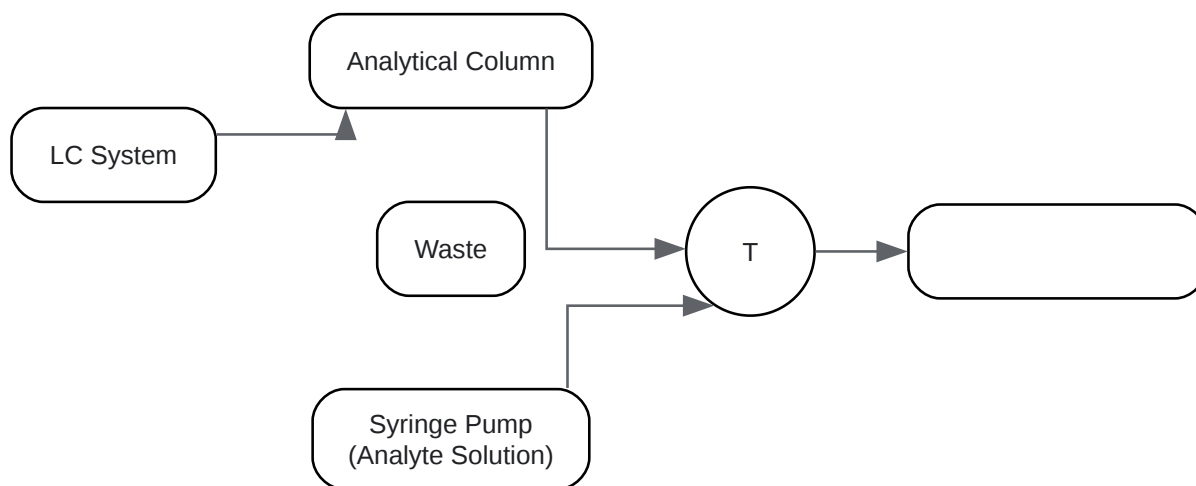 Analytical Column
LC System
Waste
T
Syringe Pump
(Analyte Solution)